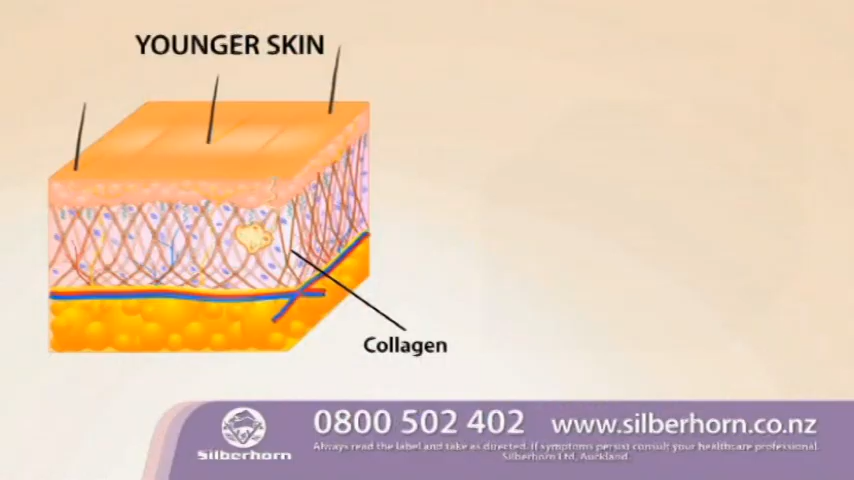 YOUNGER SKIN
Collagen
Silberhorn
0800 502 402
www.silberhorn.co.nz
Always read the label and take as directed. If symptoms persist consult your healthcare professional.
Silberhorn Ltd, Auckland.